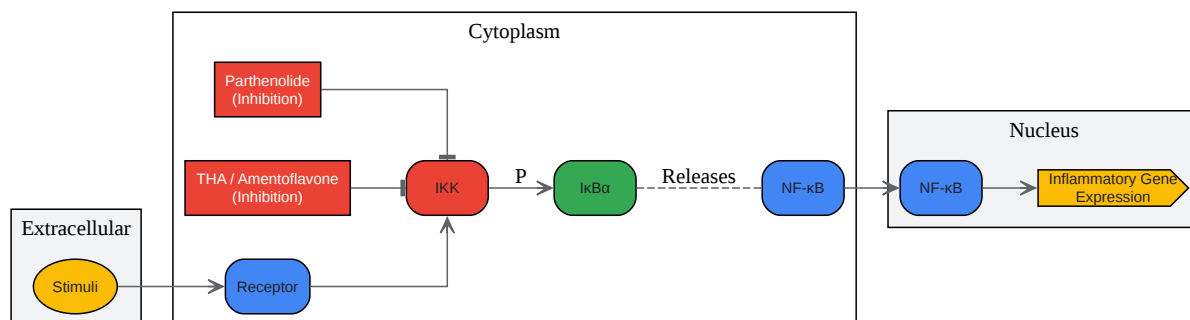 Cytoplasm
Parthenolide
(Inhibition)
Nucleus
THA / Amentoflavone
(Inhibition)
IKK
P
IκBα
Releases
NF-κB
NF-κB
Inflammatory Gene
Expression
Extracellular
Stimuli
Receptor